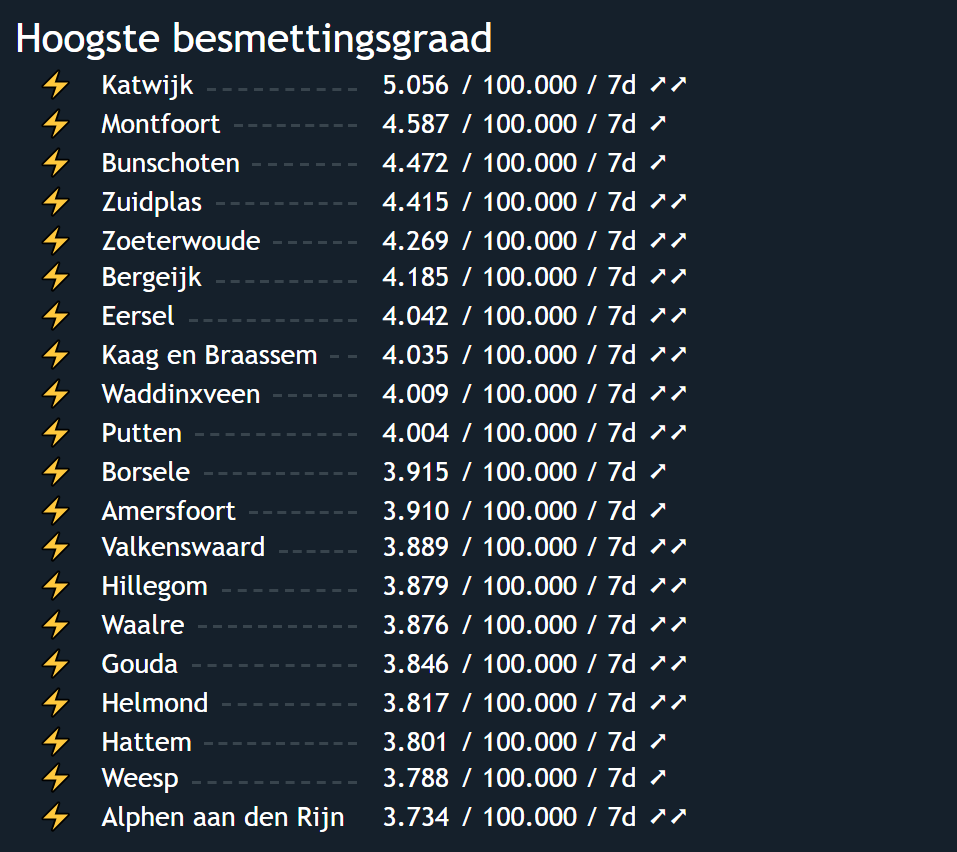 Hoogste besmettingsgraad
⚡ Katwijk 5.056 / 100.000 / 7d ➚➚
⚡ Montfoort 4.587 / 100.000 / 7d ➚
⚡ Bunschoten 4.472 / 100.000 / 7d ➚
⚡ Zuidplas 4.415 / 100.000 / 7d ➚➚
⚡ Zoeterwoude 4.269 / 100.000 / 7d ➚➚
⚡ Bergeijk 4.185 / 100.000 / 7d ➚➚
⚡ Eersel 4.042 / 100.000 / 7d ➚➚
⚡ Kaag en Braassem 4.035 / 100.000 / 7d ➚➚
⚡ Waddinxveen 4.009 / 100.000 / 7d ➚➚
⚡ Putten 4.004 / 100.000 / 7d ➚➚
⚡ Borsele 3.915 / 100.000 / 7d ➚
⚡ Amersfoort 3.910 / 100.000 / 7d ➚
⚡ Valkenswaard 3.889 / 100.000 / 7d ➚➚
⚡ Hillegom 3.879 / 100.000 / 7d ➚➚
⚡ Waalre 3.876 / 100.000 / 7d ➚➚
⚡ Gouda 3.846 / 100.000 / 7d ➚➚
⚡ Helmond 3.817 / 100.000 / 7d ➚➚
⚡ Hattem 3.801 / 100.000 / 7d ➚
⚡ Weesp 3.788 / 100.000 / 7d ➚
⚡ Alphen aan den Rijn 3.734 / 100.000 / 7d ➚➚